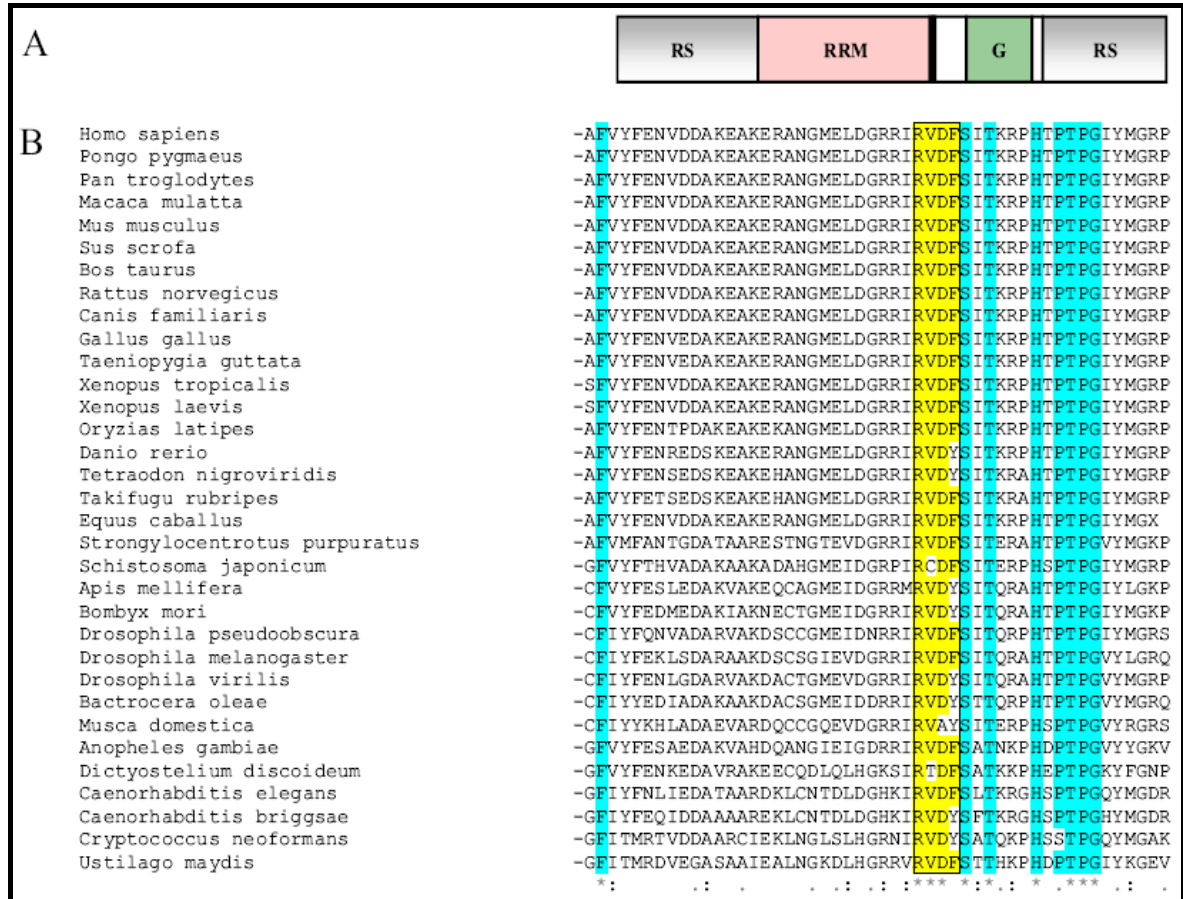 A
RS RRM G RS
B
Homo sapiens -AFVYFENVDDAKEAKERANGMELDGRRIRVDFSITKRPHTPTPGIYMGRP
Pongo pygmaeus -AFVYFENVDDAKEAKERANGMELDGRRIRVDFSITKRPHTPTPGIYMGRP
Pan troglodytes -AFVYFENVDDAKEAKERANGMELDGRRIRVDFSITKRPHTPTPGIYMGRP
Macaca mulatta -AFVYFENVDDAKEAKERANGMELDGRRIRVDFSITKRPHTPTPGIYMGRP
Mus musculus -AFVYFENVDDAKEAKERANGMELDGRRIRVDFSITKRPHTPTPGIYMGRP
Sus scrofa -AFVYFENVDDAKEAKERANGMELDGRRIRVDFSITKRPHTPTPGIYMGRP
Bos taurus -AFVYFENVDDAKEAKERANGMELDGRRIRVDFSITKRPHTPTPGIYMGRP
Rattus norvegicus -AFVYFENVDDAKEAKERANGMELDGRRIRVDFSITKRPHTPTPGIYMGRP
Canis familiaris -AFVYFENVDDAKEAKERANGMELDGRRIRVDFSITKRPHTPTPGIYMGRP
Gallus gallus -AFVYFENVEDAKEAKERANGMELDGRRIRVDFSITKRPHTPTPGIYMGRP
Taeniopygia guttata -AFVYFENVEDAKEAKERANGMELDGRRIRVDFSITKRPHTPTPGIYMGRP
Xenopus tropicalis -SFVYFENVDDAKEAKERANGMELDGRRIRVDFSITKRPHTPTPGIYMGRP
Xenopus laevis -SFVYFENVDDAKEAKERANGMELDGRRIRVDFSITKRPHTPTPGIYMGRP
Oryzias latipes -AFVYFENTPDAKEAKEKANGMELDGRRIRVDFSITKRPHTPTPGIYMGRP
Danio rerio -AFVYFENREDSKEAKERANGMELDGRRIRVDYSITKRPHTPTPGIYMGRP
Tetraodon nigroviridis -AFVYFENSEDSKEAKEHANGMELDGRRIRVDYSITKRAHTPTPGIYMGRP
Takifugu rubripes -AFVYFETSEDSKEAKEHANGMELDGRRIRVDFSITKRAHTPTPGIYMGRP
Equus caballus -AFVYFENVDDAKEAKERANGMELDGRRIRVDFSITKRPHTPTPGIYMGX
Strongylocentrotus purpuratus -AFVMFANTGDATAARESTNGTEVDGRRIRVDFSITERAHTPTPGVYMGKP
Schistosoma japonicum -GFVYFTHVADAKAAKADAHGMEIDGRPIRCDFSITERPHSPTPGIYMGKP
Apis mellifera -CFVYFESLEDAKVAKEQCAGMEIDGRRMRVDYSITQRAHTPTPGIYLGKP
Bombyx mori -CFVYFEDMEDAKIAKNECTGMEIDGRRIRVDYSITQRAHTPTPGIYMGKP
Drosophila pseudoobscura -CFIYFQNVADARVAKDSCCGMEIDNRRIRVDFSITQRPHTPTPGIYMGRS
Drosophila melanogaster -CFIYFEKLSDARAAKDSCSGIEVDGRRIRVDFSITQRAHTPTPGVYLGRQ
Drosophila virilis -CFIYFENLGDARVAKDACTGMEVDGRRIRVDYSITQRAHTPTPGIYMGRP
Bactrocera oleae -CFIYYEDIADAKAAKDACSGMEIDDRRIRVDYSTTQRPHTPTPGVYMGRQ
Musca domestica -CFIYYKHLADAEVARDQCCGQEVDGRRIRVAYSITERPHSPTPGVYRGRS
Anopheles gambiae -GFVYFESAEDAKVAHDQANGIEIGDRRIRVDFSATNKPHDPTPGVYYGKV
Dictyostelium discoideum -GFVYFENKEDAVRAKEECQDLQLHGKSIRTDFSATKKPHEPTPGKYFGNP
Caenorhabditis elegans -GFIYFNLIEDATAARDKLCNTDLDGHKIRVDFSLTKRGHSPTPGQYMGDR
Caenorhabditis briggsae -GFIYFEQIDDAAAAREKLCNTDLDGHKIRVDYSFTKRGHSPTPGHYMGDR
Cryptococcus neoformans -GFITMRTVDDAARCIEKLNGLSLHGRNIRVDYSATQKPHSSTPGQYMGAK
Ustilago maydis -GFITMRDVEGASAAIEALNGKDLHGRRVRVDFSTTHKPHDPTPGIYKGEV
*: .: . . .: : :*** *:*.: * .*** .: .